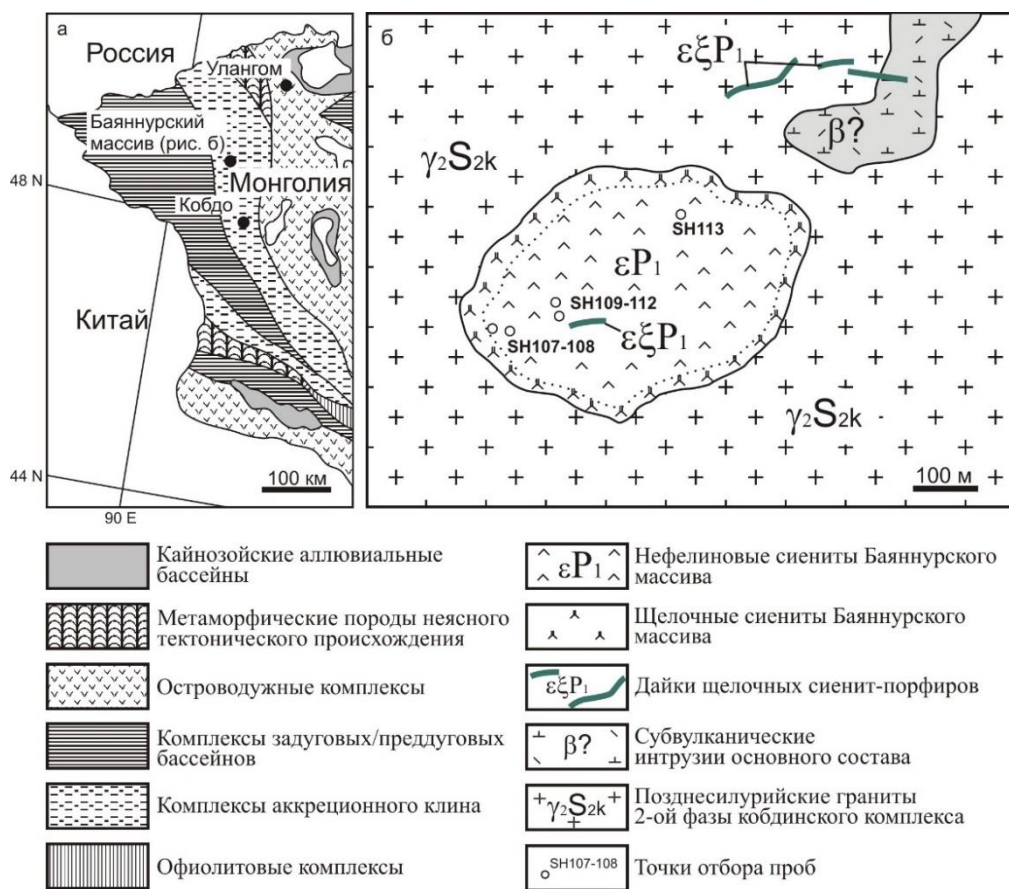 а
Россия
Улангом
Баяннурский
массив (рис. б)
48 N
Монголия
Кобдо
Китай
44 N
100 км
90 E
б
εξP₁
β?
γ₂S₂k
SH113
εP₁
SH109-112
εξP₁
SH107-108
γ₂S₂k
100 м
Кайнозойские аллювиальные
бассейны
Метаморфические породы неясного
тектонического происхождения
Островодужные комплексы
Комплексы задуговых/преддуговых
бассейнов
Комплексы аккреционного клина
Офиолитовые комплексы
εP₁
Нефелиновые сиениты Баяннурского
массива
Щелочные сиениты Баяннурского
массива
εξP₁
Дайки щелочных сиенит-порфиров
β?
Субвулканические
интрузии основного состава
γ₂S₂k
Позднесилурийские граниты
2-ой фазы кобдинского комплекса
SH107-108
Точки отбора проб